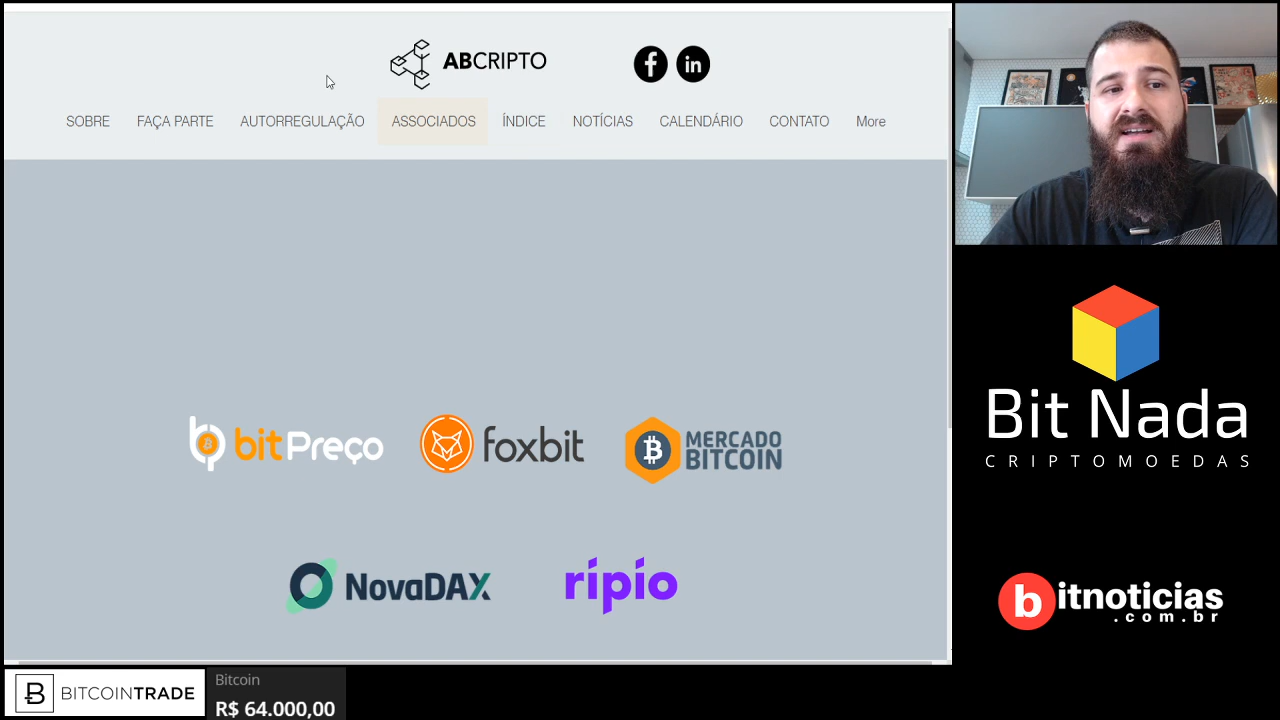 ABCRIPTO
f in
SOBRE FAÇA PARTE AUTORREGULAÇÃO ASSOCIADOS ÍNDICE NOTÍCIAS CALENDÁRIO CONTATO More
bitPreço
foxbit
MERCADO
BITCOIN
NovaDAX
ripio
Bit Nada
CRIPTOMOEDAS
bitnoticias
.com.br
BITCOINTRADE
Bitcoin
R$ 64.000,00